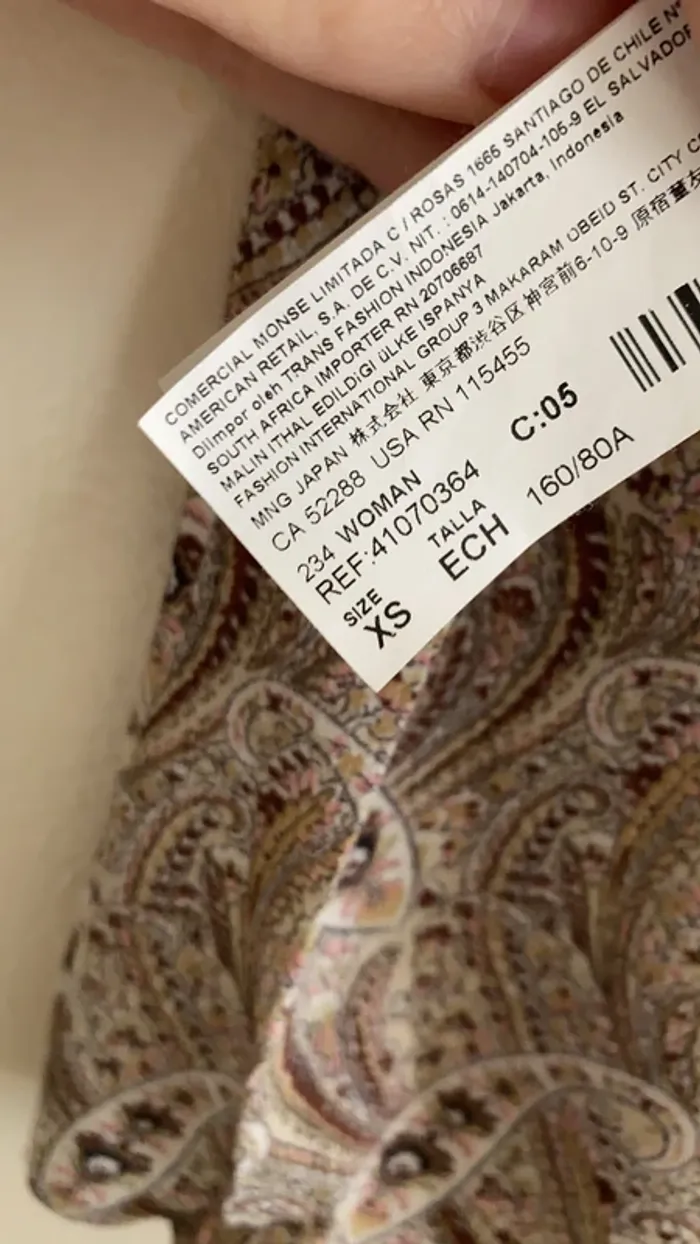 COMERCIAL MONSE LIMITADA C / ROSAS 1665 SANTIAGO DE CHILE Nº
AMERICAN RETAIL, S.A. DE C.V. NIT. : 0614-140704-105-9 EL SALVADOR
Diimpor oleh TRANS FASHION INDONESIA Jakarta, Indonesia
SOUTH AFRICA IMPORTER RN 20706687
MALIN ITHAL EDILDiGI ÜLKE ISPANYA
FASHION INTERNATIONAL GROUP 3 MAKARAM OBEID ST. CITY
MNG JAPAN 株式会社 東京都渋谷区神宮前6-10-9 原宿董友
CA 52288 USA RN 115455
234 WOMAN C:05
REF:41070364
SIZE TALLA
XS ECH 160/80A